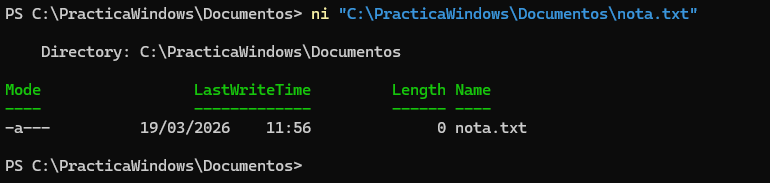 PS C:\PracticaWindows\Documentos> ni "C:\PracticaWindows\Documentos\nota.txt"
Directory: C:\PracticaWindows\Documentos
Mode LastWriteTime Length Name
---- ------------- ------ ----
-a--- 19/03/2026 11:56 0 nota.txt
PS C:\PracticaWindows\Documentos>